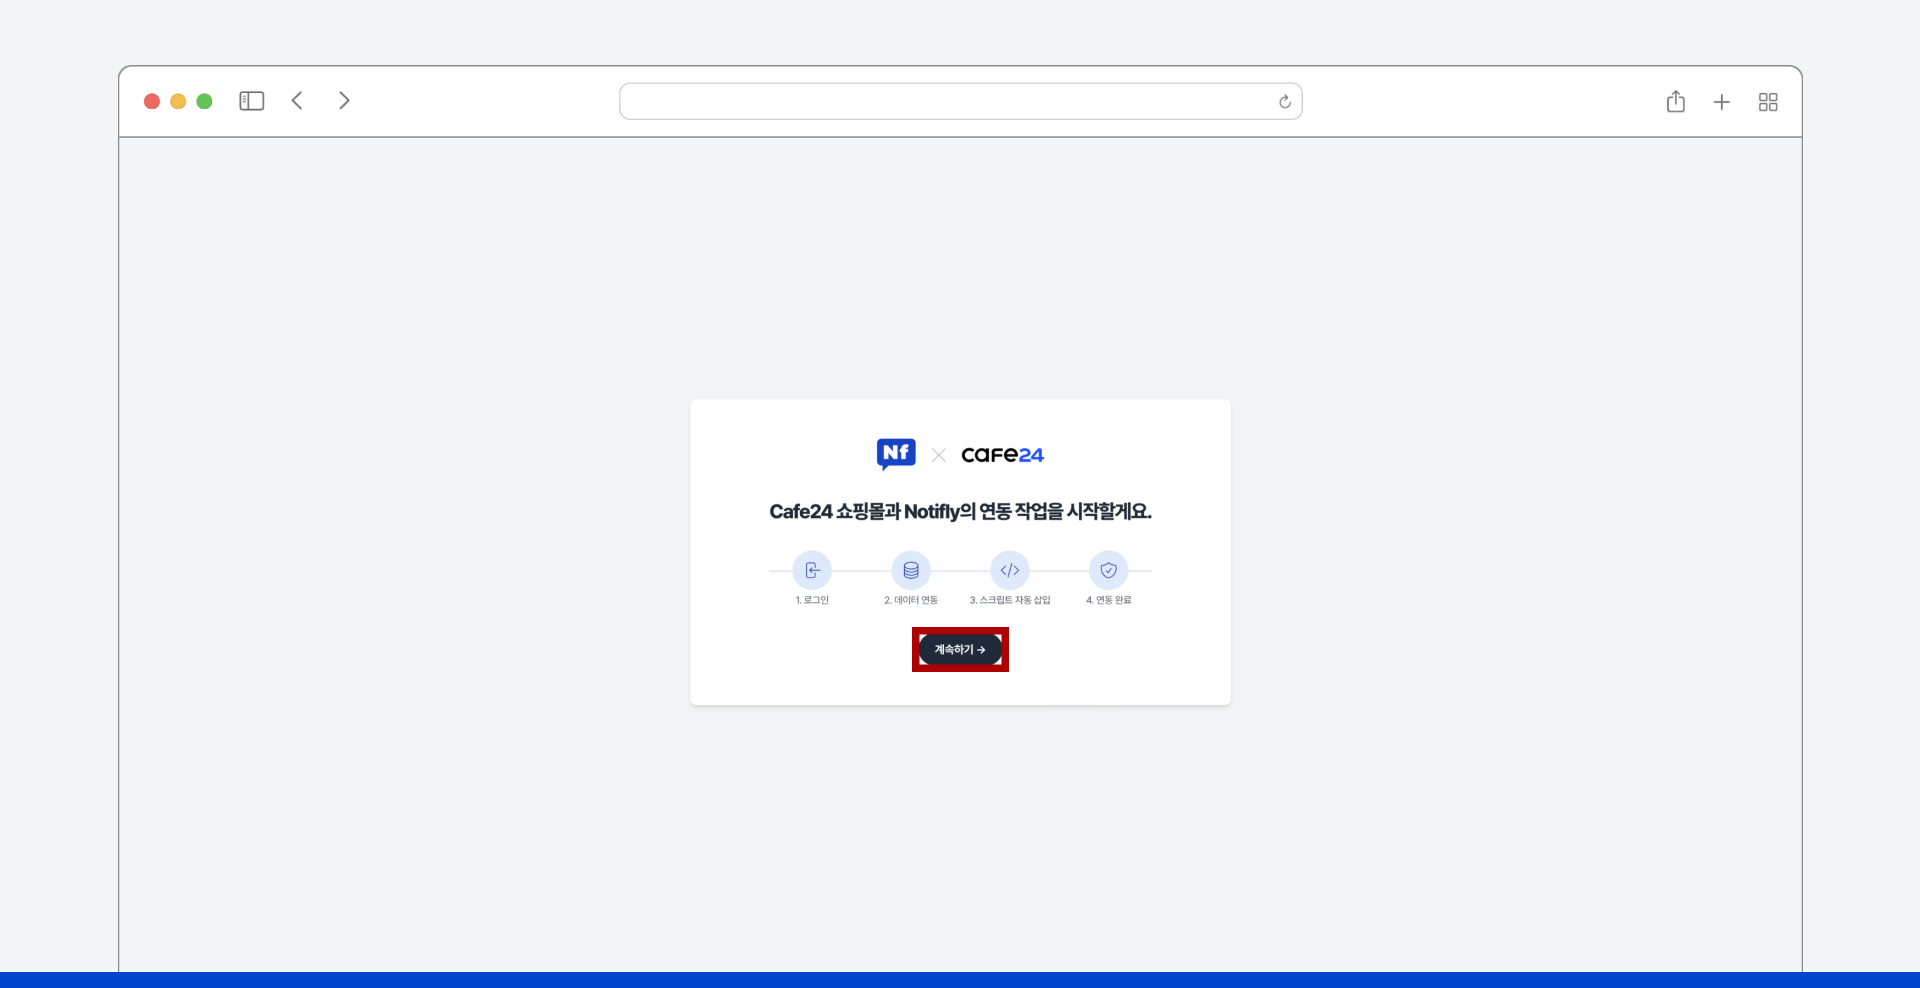 Nf × CAFE24
Cafe24 쇼핑몰과 Notifly의 연동 작업을 시작할게요.
1. 로그인 2. 데이터 연동 3. 스크립트 자동 삽입 4. 연동 완료
계속하기 →